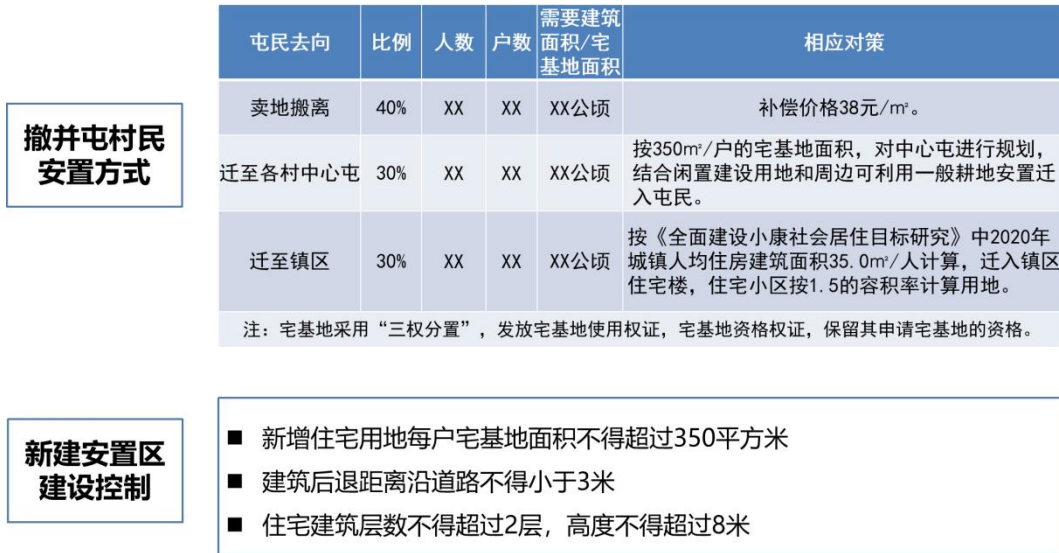 撤并屯村民
安置方式
屯民去向 比例 人数 户数 需要建筑
面积/宅
基地面积 相应对策
卖地搬离 40% XX XX XX公顷 补偿价格38元/㎡。
迁至各村中心屯 30% XX XX XX公顷 按350㎡/户的宅基地面积，对中心屯进行规划，
结合闲置建设用地和周边可利用一般耕地安置迁
入屯民。
迁至镇区 30% XX XX XX公顷 按《全面建设小康社会居住目标研究》中2020年
城镇人均住房建筑面积35.0㎡/人计算，迁入镇区
住宅楼，住宅小区按1.5的容积率计算用地。
注：宅基地采用“三权分置”，发放宅基地使用权证，宅基地资格权证，保留其申请宅基地的资格。
新建安置区
建设控制
■ 新增住宅用地每户宅基地面积不得超过350平方米
■ 建筑后退距离沿道路不得小于3米
■ 住宅建筑层数不得超过2层，高度不得超过8米